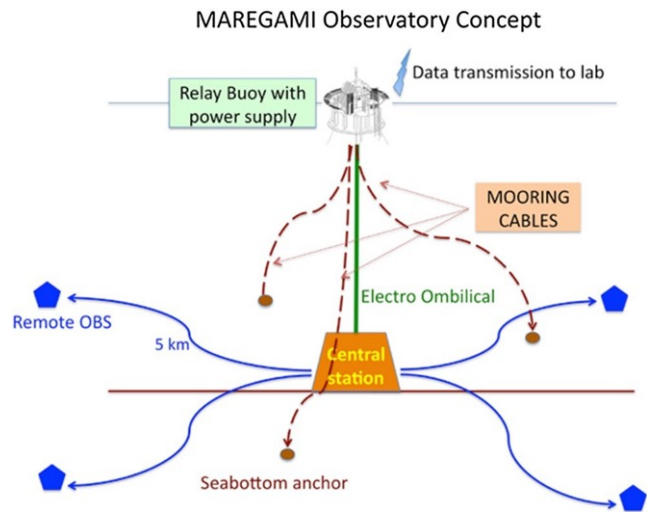 MAREGAMI Observatory Concept
Data transmission to lab
Relay Buoy with
power supply
MOORING
CABLES
Electro Ombilical
Remote OBS
5 km
Central
station
Seabottom anchor